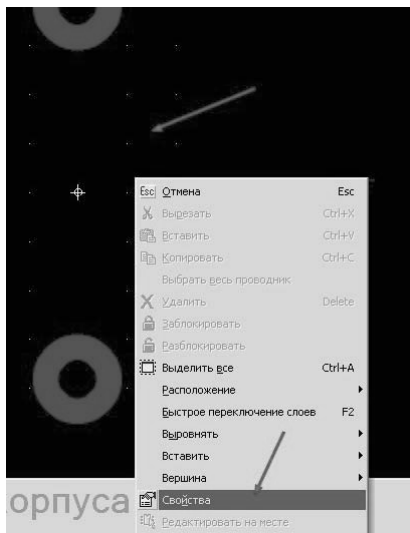 Esc Отмена Esc
Вырезать Ctrl+X
Вставить Ctrl+V
Копировать Ctrl+C
Выбрать весь проводник
Удалить Delete
Заблокировать
Разблокировать
Выделить все Ctrl+A
Расположение
Быстрое переключение слоев F2
Выровнять
Вставить
Вершина
орпуса Свойства
Редактировать на месте